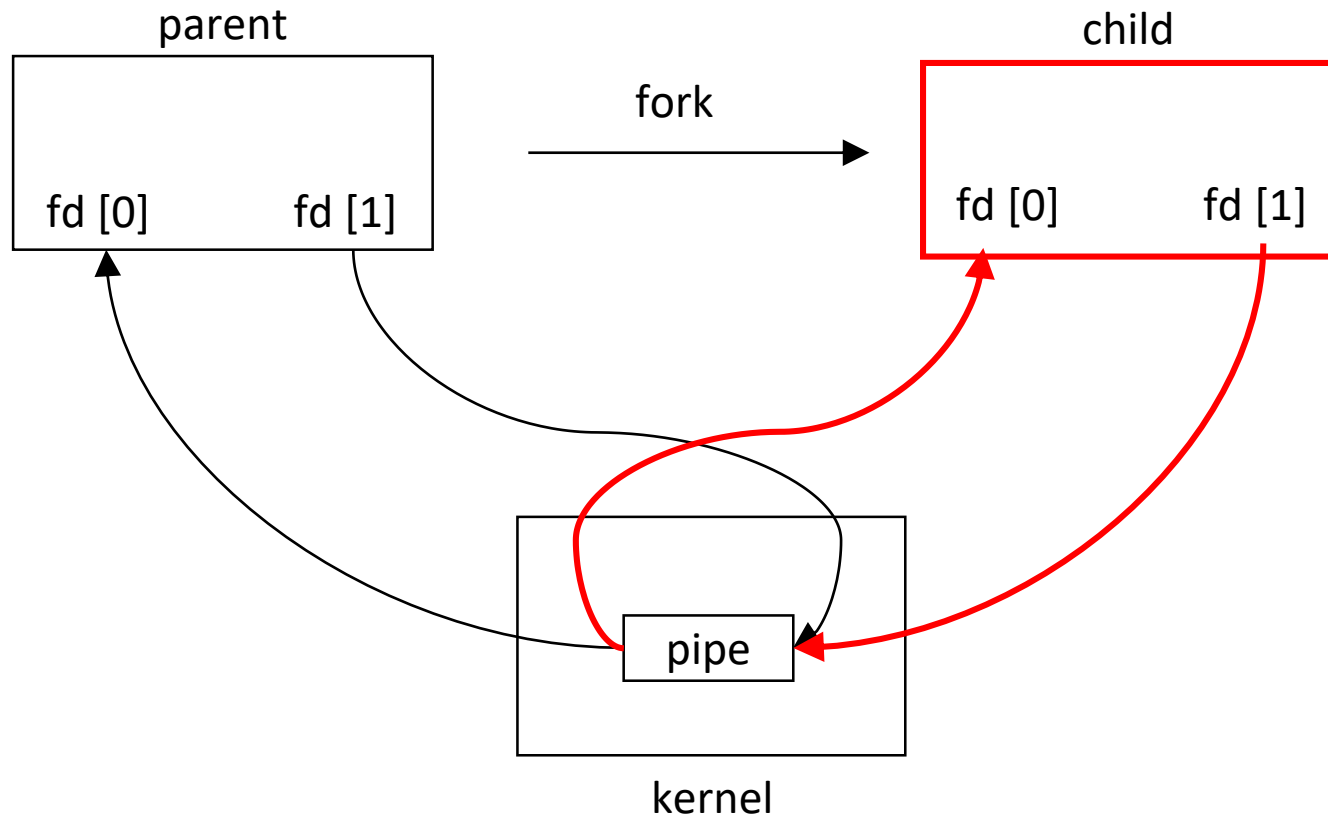 parent
child
fork
fd [0]
fd [1]
fd [0]
fd [1]
pipe
kernel